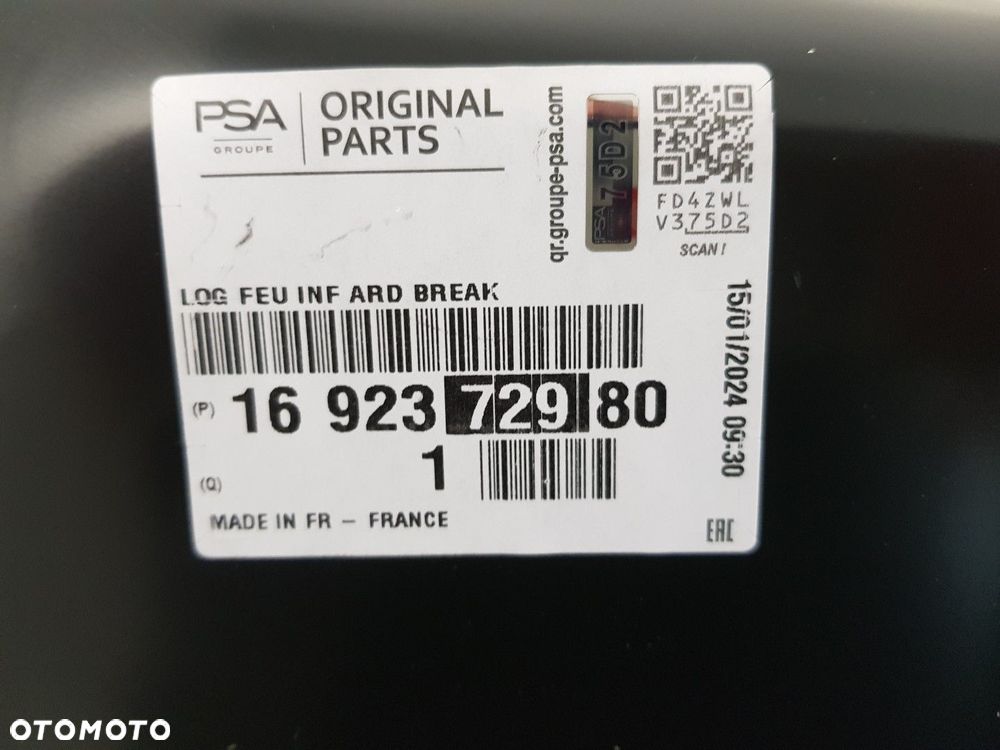 PSA
GROUPE
ORIGINAL
PARTS
qr.groupe-psa.com
PSA
75D2
FD4ZWL
V375D2
SCAN!
LOG FEU INF ARD BREAK
(P) 16 923 729 80
(Q) 1
MADE IN FR - FRANCE
15/01/2024 09:30
EAC
OTOMOTO